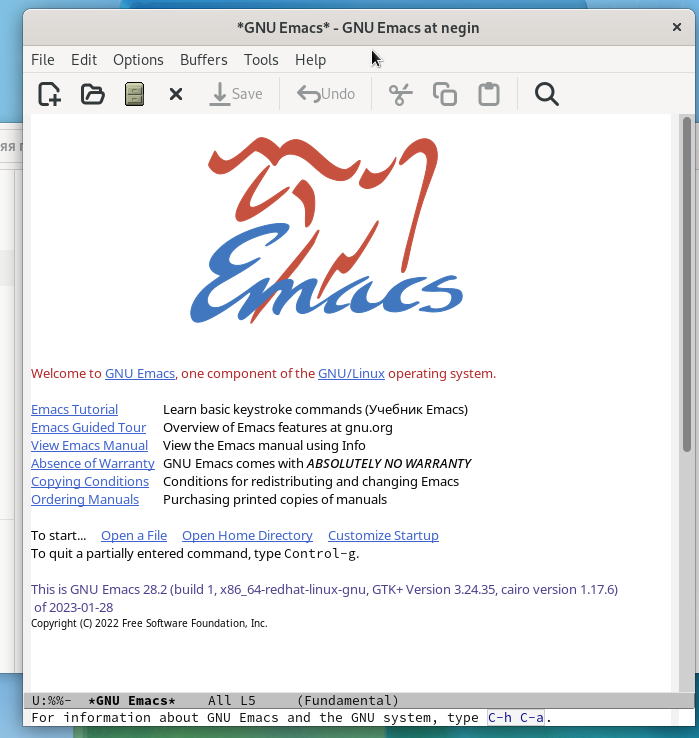 *GNU Emacs* - GNU Emacs at negin
File Edit Options Buffers Tools Help
Save Undo
Emacs
Welcome to GNU Emacs, one component of the GNU/Linux operating system.
Emacs Tutorial Learn basic keystroke commands (Учебник Emacs)
Emacs Guided Tour Overview of Emacs features at gnu.org
View Emacs Manual View the Emacs manual using Info
Absence of Warranty GNU Emacs comes with ABSOLUTELY NO WARRANTY
Copying Conditions Conditions for redistributing and changing Emacs
Ordering Manuals Purchasing printed copies of manuals
To start... Open a File Open Home Directory Customize Startup
To quit a partially entered command, type Control-g.
This is GNU Emacs 28.2 (build 1, x86_64-redhat-linux-gnu, GTK+ Version 3.24.35, cairo version 1.17.6)
of 2023-01-28
Copyright (C) 2022 Free Software Foundation, Inc.
U:%%- *GNU Emacs* All L5 (Fundamental)
For information about GNU Emacs and the GNU system, type C-h C-a.